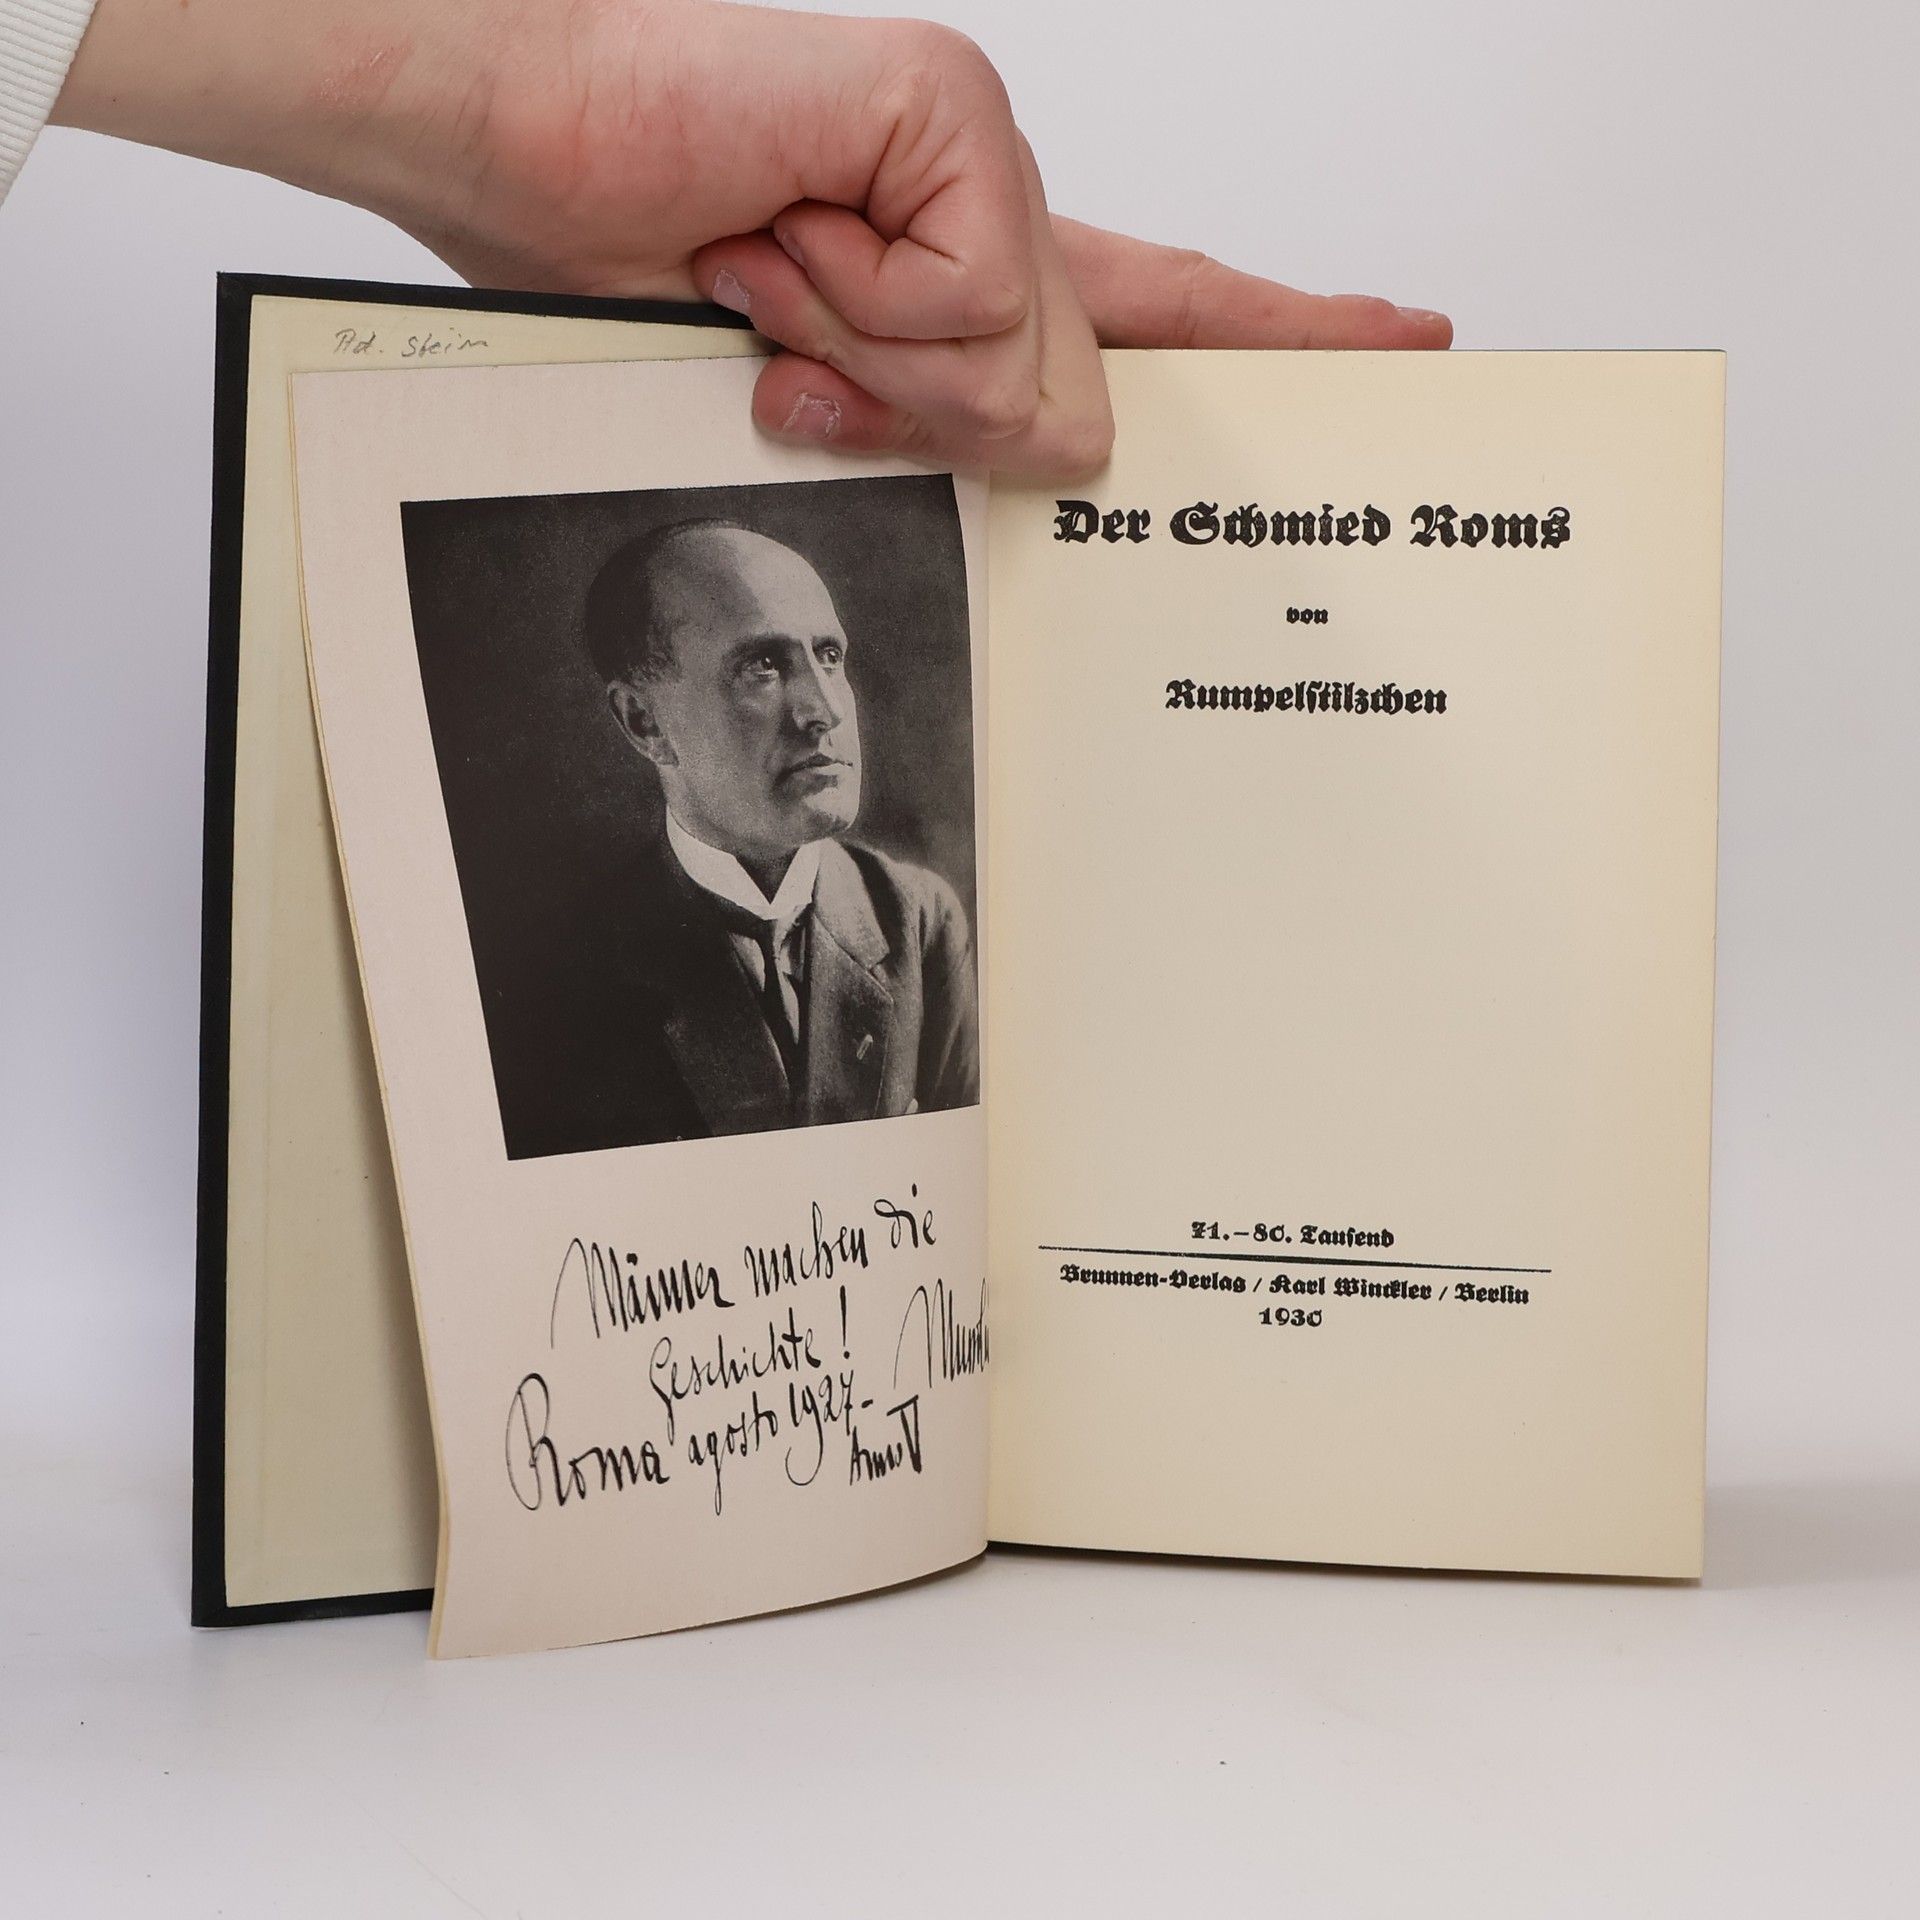 Ad. Stein
Männer machen die
Geschichte!
Roma agosto 1927-
Anno V
Der Schmied Roms
von
Rumpelstilzchen
71.–80. Tausend
Brunnen-Verlag / Karl Winckler / Berlin
1930